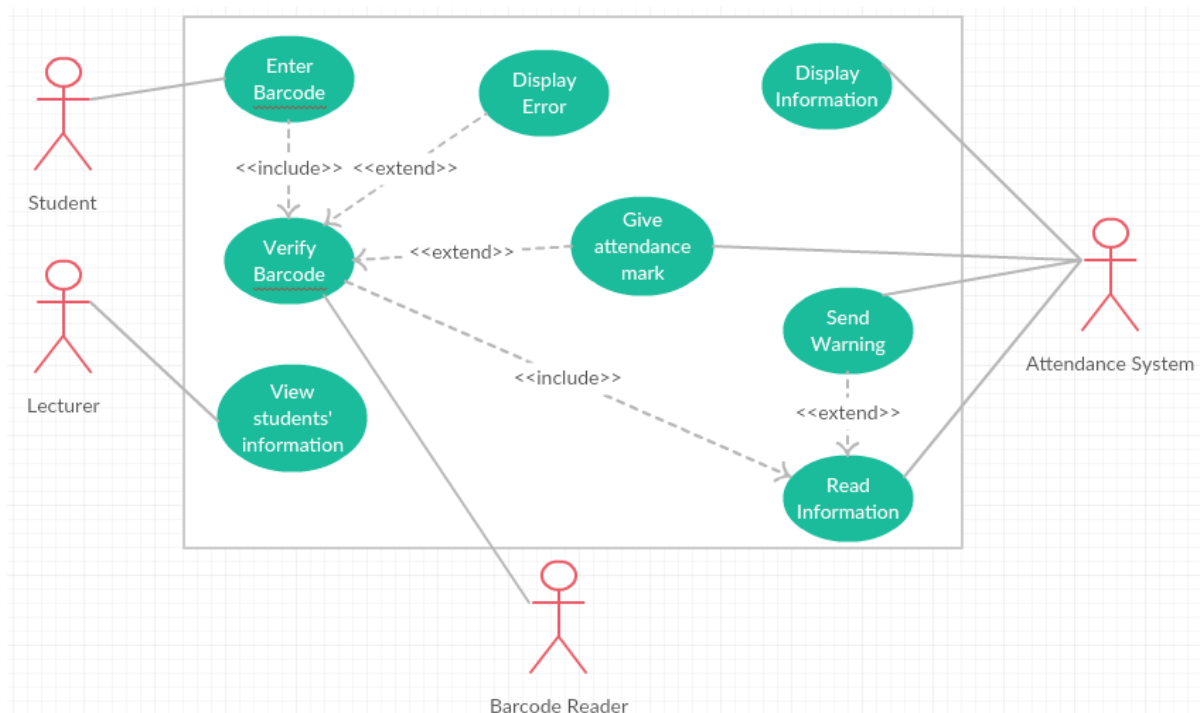 Enter
Barcode
Display
Error
Display
Information
<<include>>
<<extend>>
Student
Give
attendance
mark
Verify
Barcode
<<extend>>
Send
Warning
Attendance System
<<include>>
Lecturer
View
students'
information
<<extend>>
Read
Information
Barcode Reader